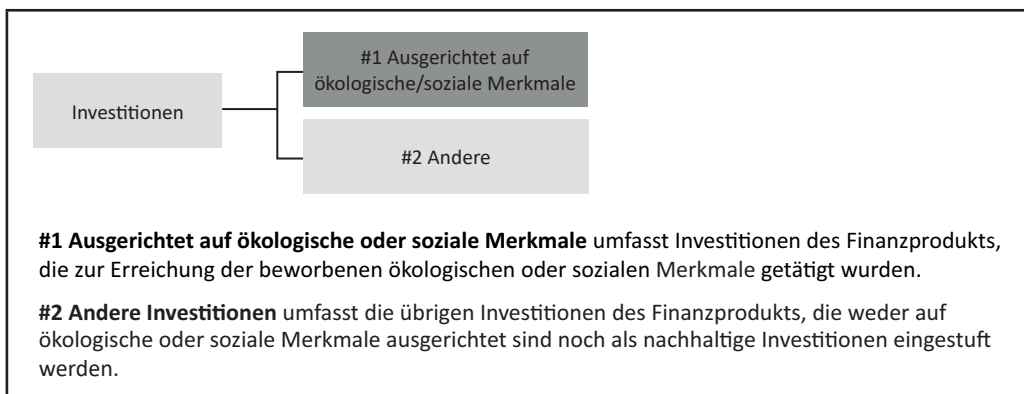 #1 Ausgerichtet auf
ökologische/soziale Merkmale
Investitionen
#2 Andere
#1 Ausgerichtet auf ökologische oder soziale Merkmale umfasst Investitionen des Finanzprodukts,
die zur Erreichung der beworbenen ökologischen oder sozialen Merkmale getätigt wurden.
#2 Andere Investitionen umfasst die übrigen Investitionen des Finanzprodukts, die weder auf
ökologische oder soziale Merkmale ausgerichtet sind noch als nachhaltige Investitionen eingestuft
werden.